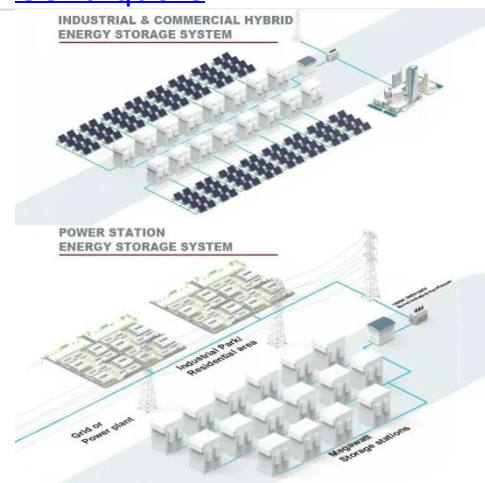 INDUSTRIAL & COMMERCIAL HYBRID
ENERGY STORAGE SYSTEM
POWER STATION
ENERGY STORAGE SYSTEM
Industrial Park/
Residential area
Grid or
Power plant
Megawatt
Storage stations